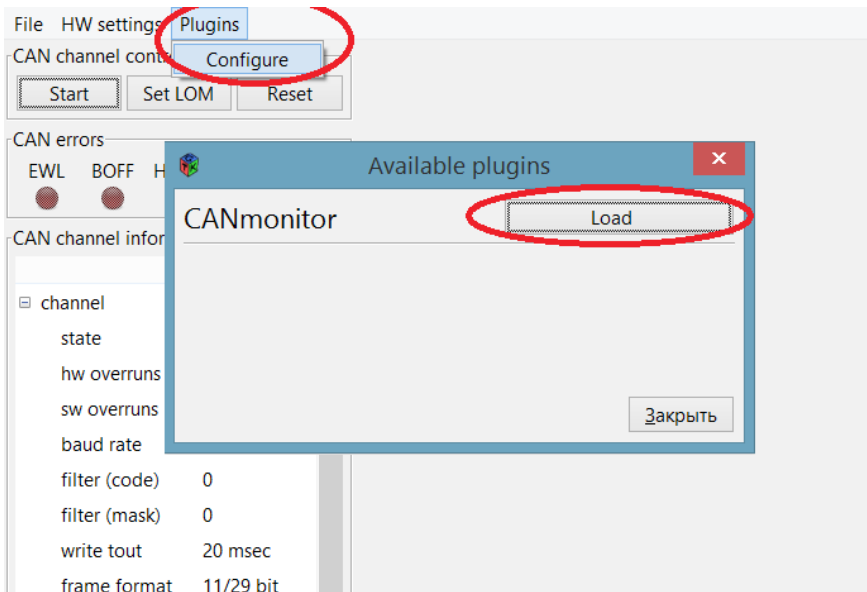 File HW settings Plugins
CAN channel contr
Configure
Start Set LOM Reset
CAN errors
EWL BOFF H
Available plugins
CANmonitor Load
CAN channel infor
channel
state
hw overruns
sw overruns
Закрыть
baud rate
filter (code) 0
filter (mask) 0
write tout 20 msec
frame format 11/29 bit